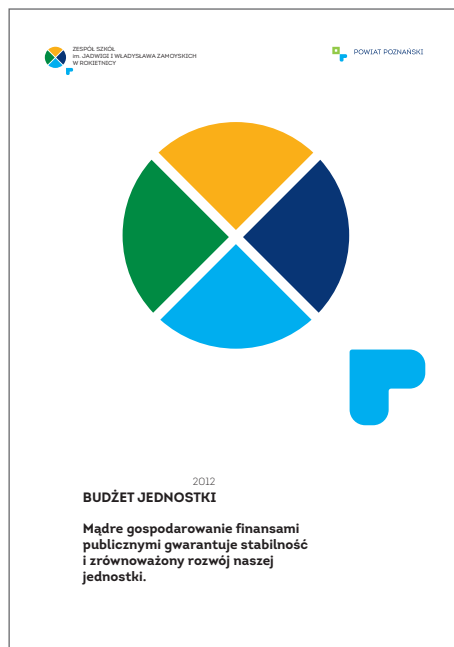 ZESPÓŁ SZKÓŁ
im. JADWIGI I WŁADYSŁAWA ZAMOYSKICH
W ROKIETNICY
POWIAT POZNAŃSKI
2012
BUDŻET JEDNOSTKI
Mądre gospodarowanie finansami
publicznymi gwarantuje stabilność
i zrównoważony rozwój naszej
jednostki.